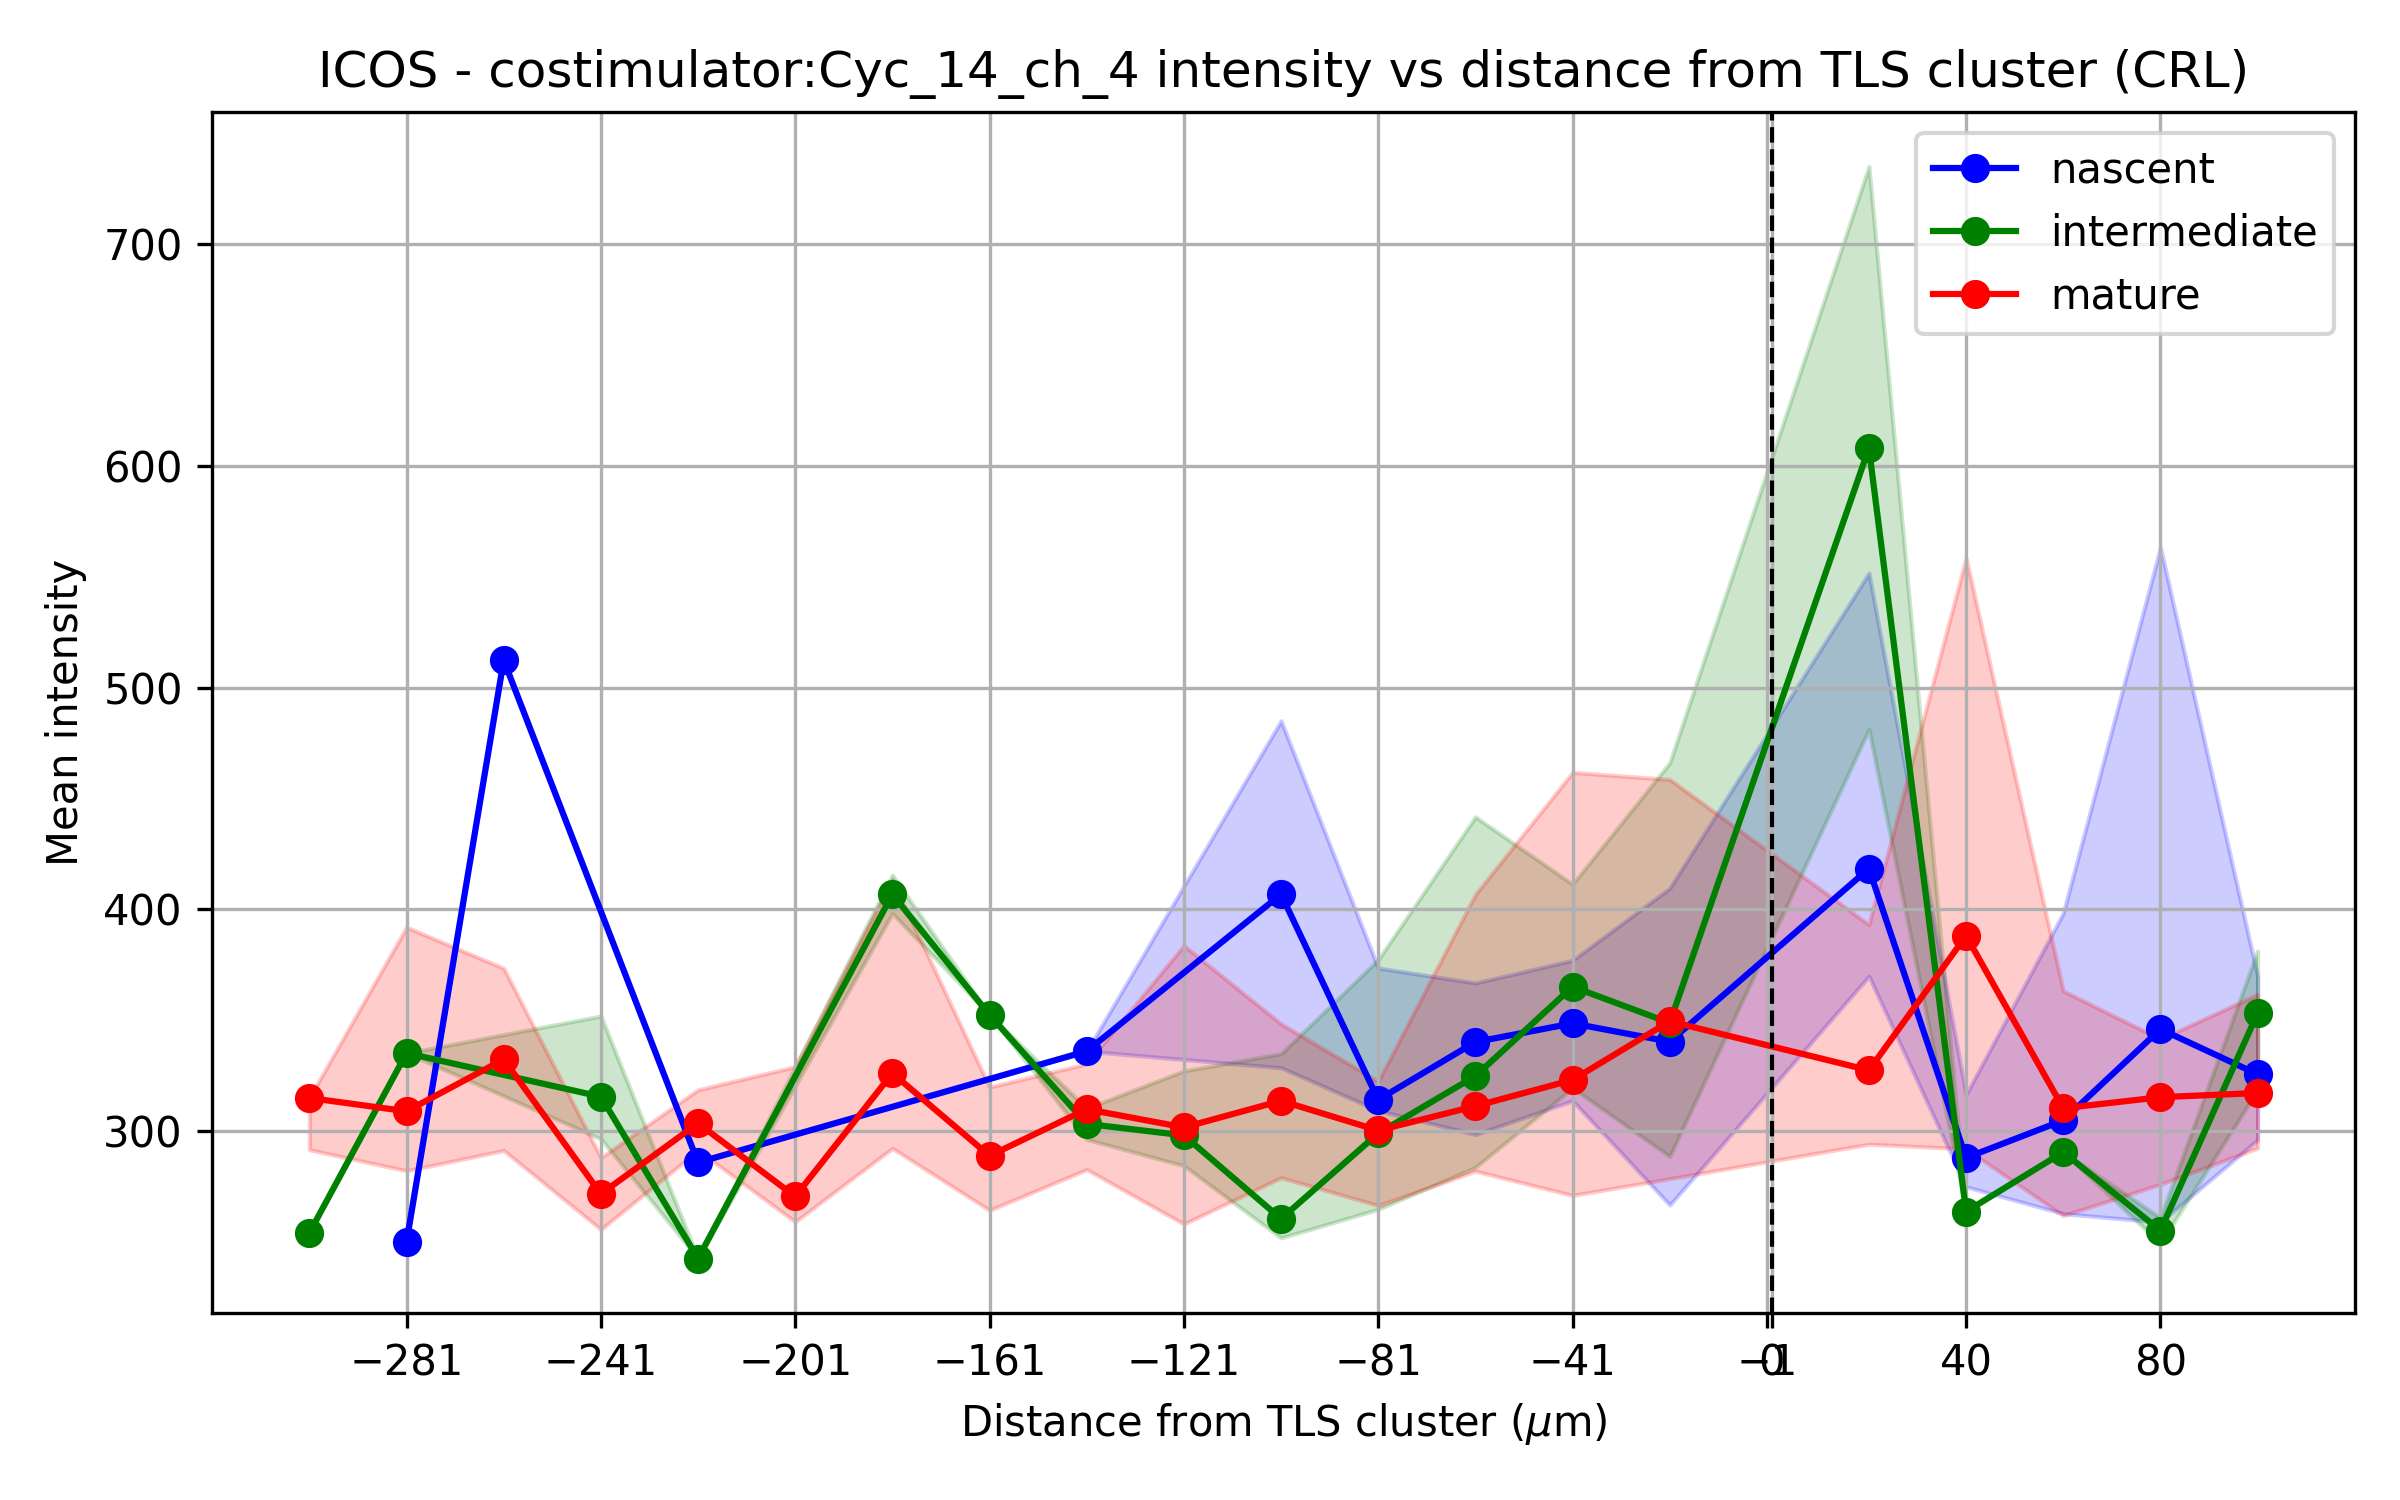 ICOS - costimulator:Cyc_14_ch_4 intensity vs distance from TLS cluster (CRL)
nascent
intermediate
mature
Mean intensity
700
600
500
400
300
−281 −241 −201 −161 −121 −81 −41 −1 0 40 80
Distance from TLS cluster (μm)